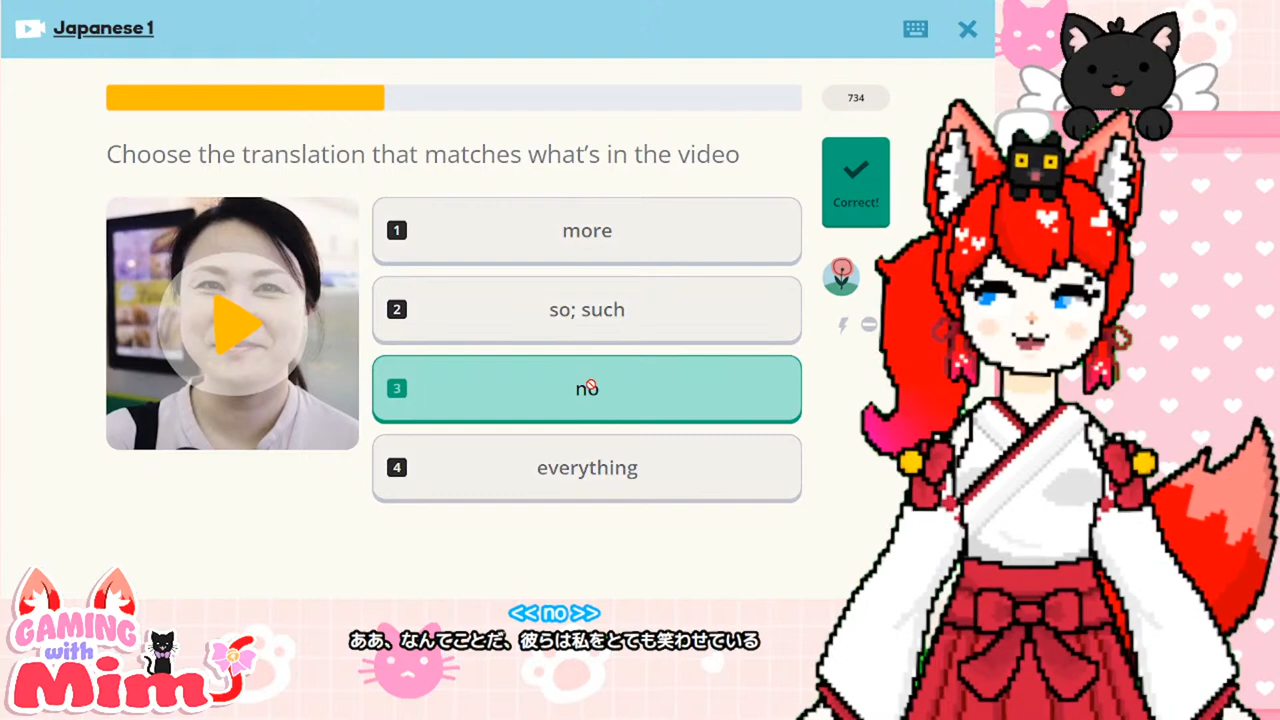 Japanese 1
734
Choose the translation that matches what's in the video
Correct!
1 more
2 so; such
3 no
4 everything
<< no >>
ああ、なんてことだ、彼らは私をとても笑わせている
GAMING
with
Mim